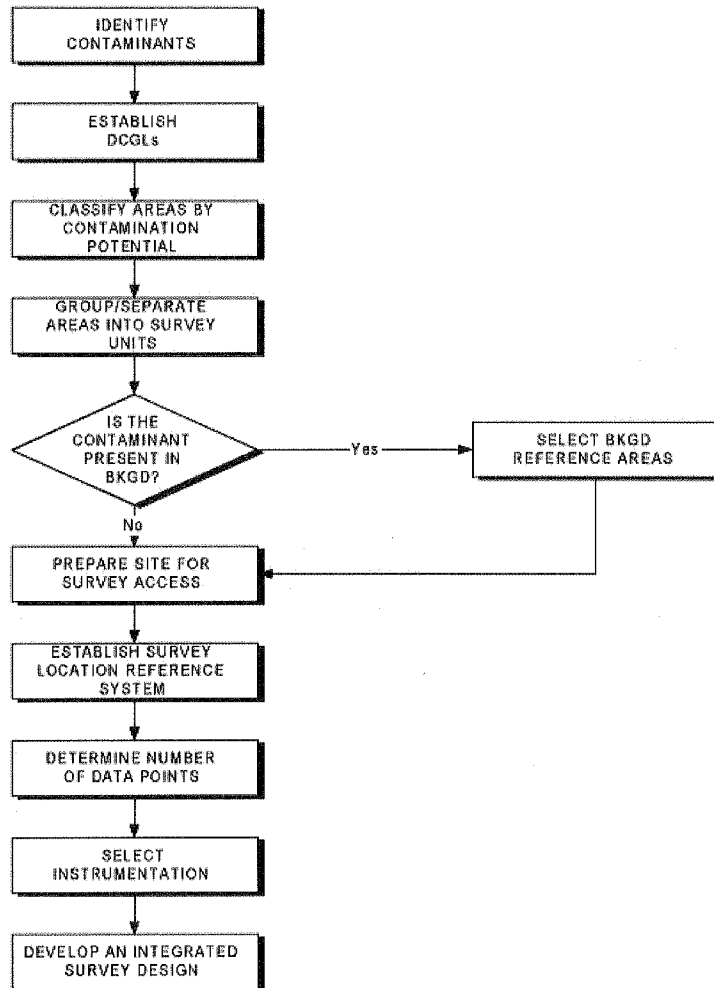 IDENTIFY
CONTAMINANTS
ESTABLISH
DCGLs
CLASSIFY AREAS BY
CONTAMINATION
POTENTIAL
GROUP/SEPARATE
AREAS INTO SURVEY
UNITS
IS THE
CONTAMINANT
PRESENT IN
BKGD?
Yes
SELECT BKGD
REFERENCE AREAS
No
PREPARE SITE FOR
SURVEY ACCESS
ESTABLISH SURVEY
LOCATION REFERENCE
SYSTEM
DETERMINE NUMBER
OF DATA POINTS
SELECT
INSTRUMENTATION
DEVELOP AN INTEGRATED
SURVEY DESIGN